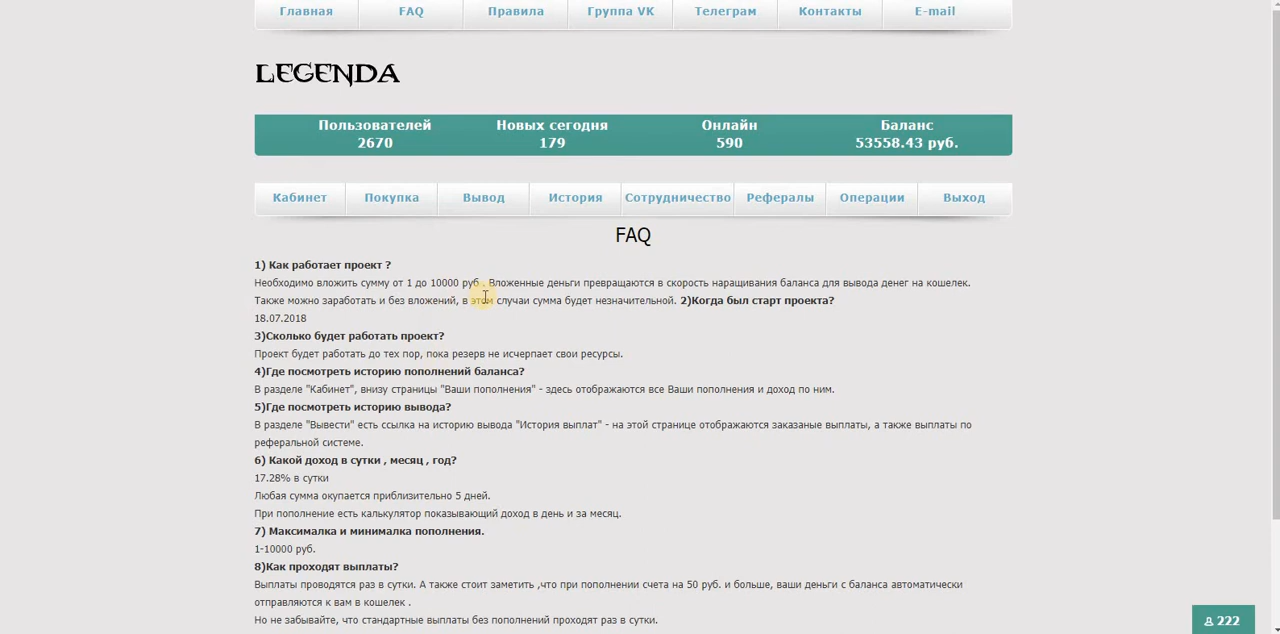 Главная FAQ Правила Группа VK Телеграм Контакты E-mail
LEGENDA
Пользователей Новых сегодня Онлайн Баланс
2670 179 590 53558.43 руб.
Кабинет Покупка Вывод История Сотрудничество Рефералы Операции Выход
FAQ
1) Как работает проект ?
Необходимо вложить сумму от 1 до 10000 руб . Вложенные деньги превращаются в скорость наращивания баланса для вывода денег на кошелек.
Также можно заработать и без вложений, в этом случаи сумма будет незначительной. 2)Когда был старт проекта?
18.07.2018
3)Сколько будет работать проект?
Проект будет работать до тех пор, пока резерв не исчерпает свои ресурсы.
4)Где посмотреть историю пополнений баланса?
В разделе "Кабинет", внизу страницы "Ваши пополнения" - здесь отображаются все Ваши пополнения и доход по ним.
5)Где посмотреть историю вывода?
В разделе "Вывести" есть ссылка на историю вывода "История выплат" - на этой странице отображаются заказаные выплаты, а также выплаты по
реферальной системе.
6) Какой доход в сутки , месяц , год?
17.28% в сутки
Любая сумма окупается приблизительно 5 дней.
При пополнение есть калькулятор показывающий доход в день и за месяц.
7) Максималка и минималка пополнения.
1-10000 руб.
8)Как проходят выплаты?
Выплаты проводятся раз в сутки. А также стоит заметить ,что при пополнении счета на 50 руб. и больше, ваши деньги с баланса автоматически
отправляются к вам в кошелек .
Но не забывайте, что стандартные выплаты без пополнений проходят раз в сутки.
222